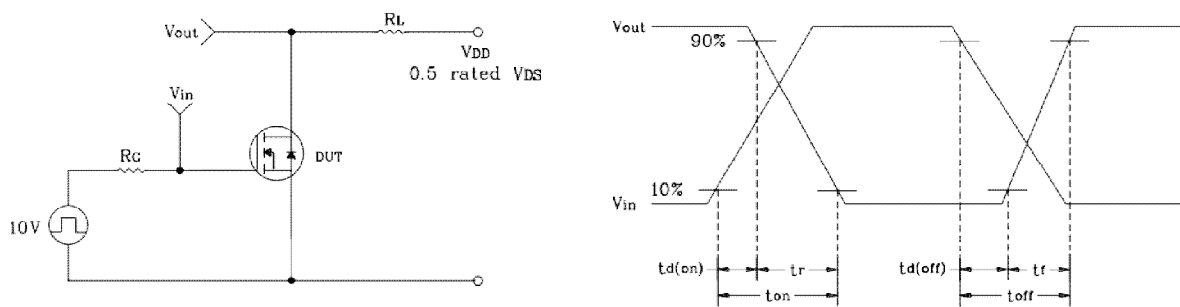 Vout
RL
VDD
0.5 rated VDS
Vin
RG
DUT
10V
Vout
90%
10%
Vin
td(on)
tr
td(off)
tf
ton
toff